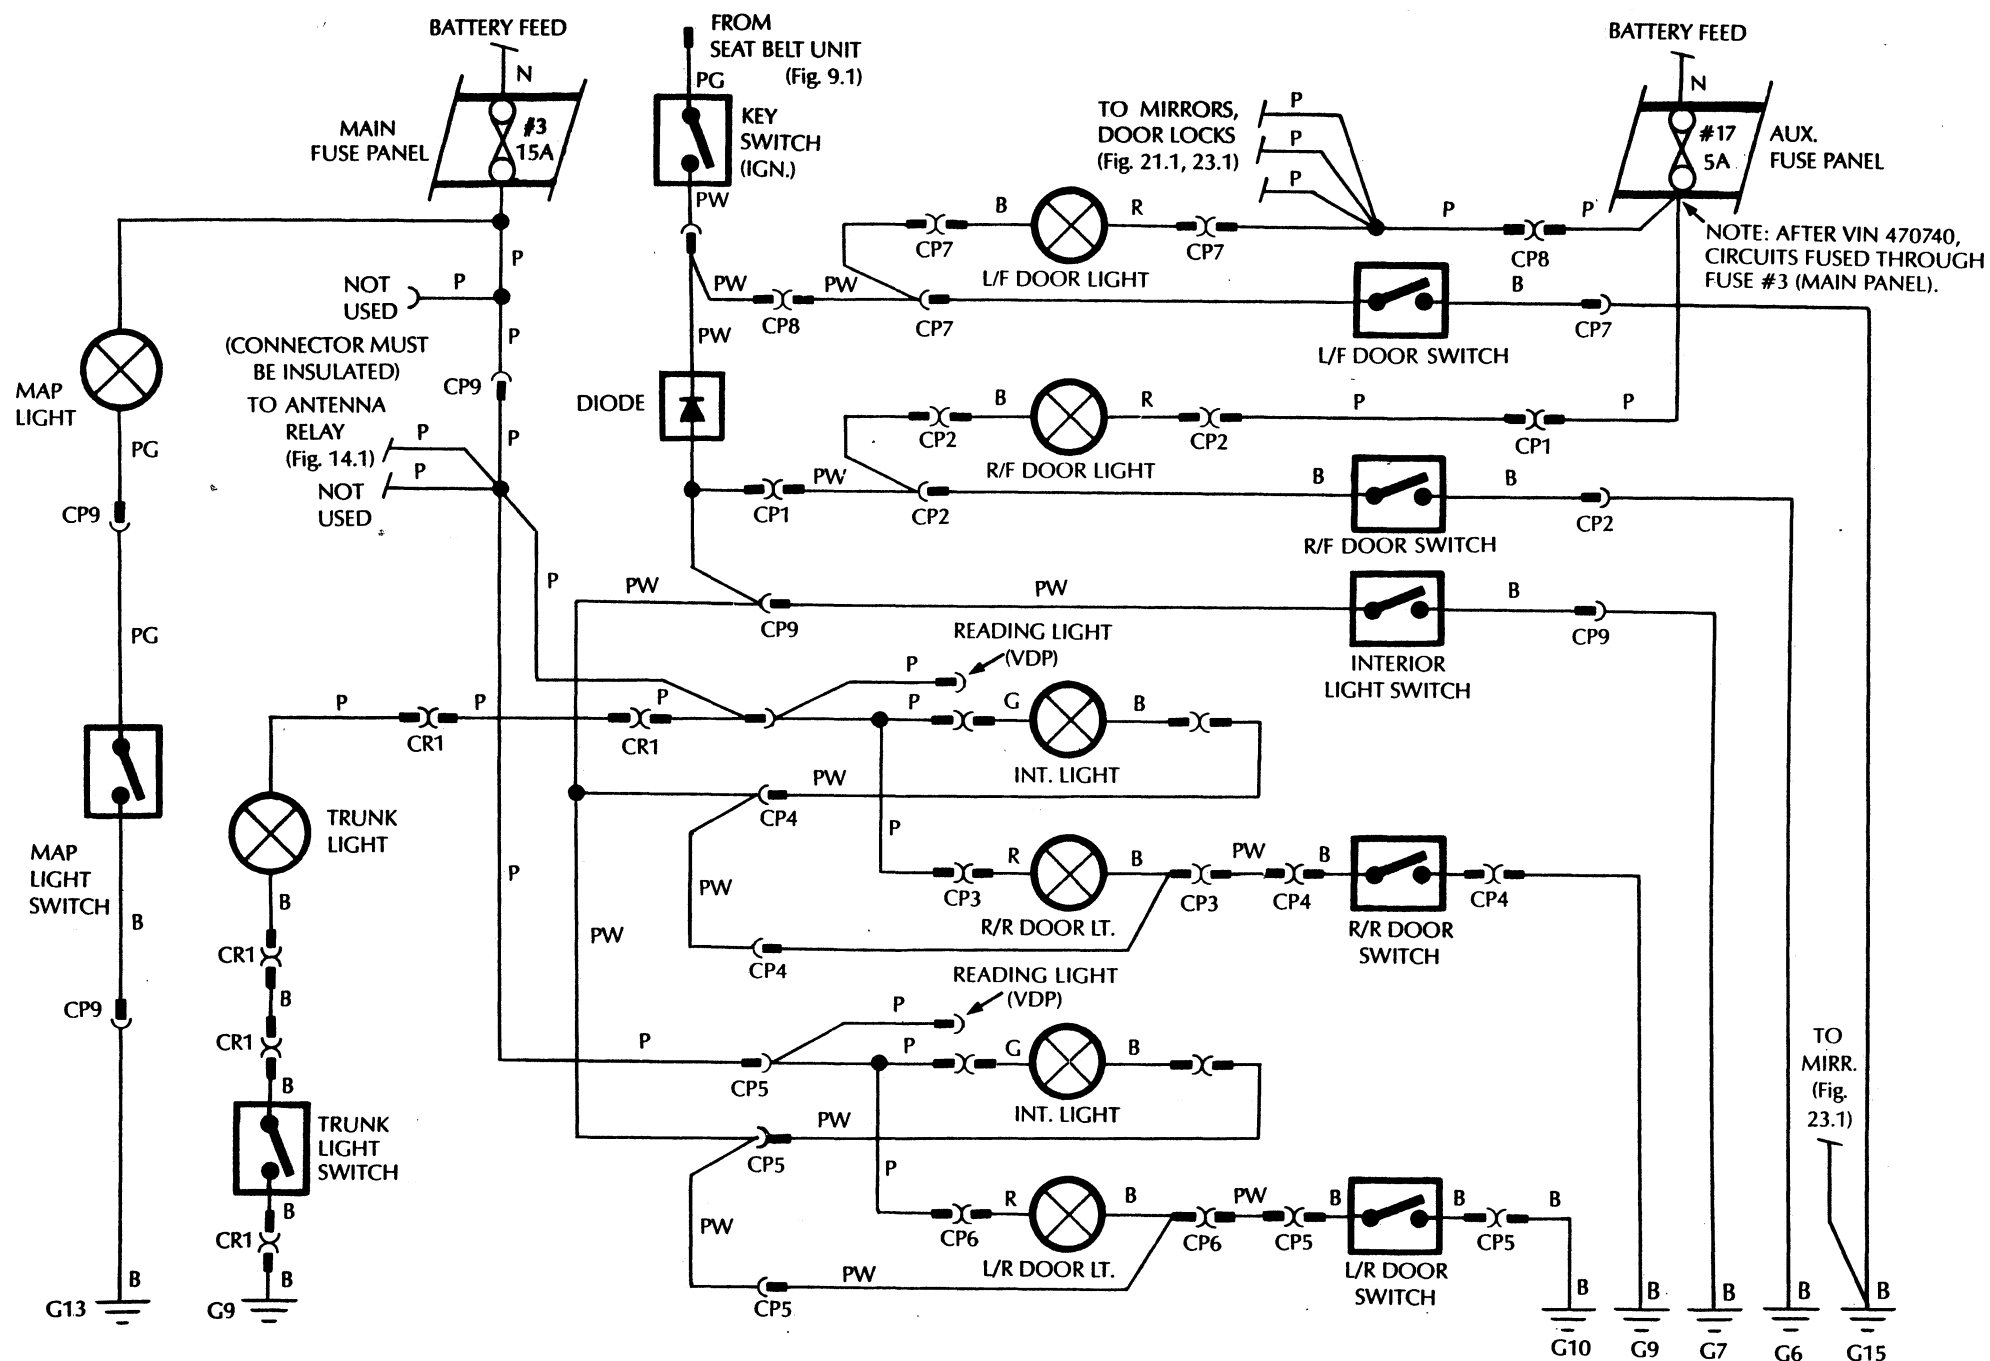 BATTERY FEED
N
#3
15A
MAIN
FUSE PANEL
FROM
SEAT BELT UNIT
(Fig. 9.1)
PG
KEY
SWITCH
(IGN.)
PW
BATTERY FEED
N
#17
5A
AUX.
FUSE PANEL
NOTE: AFTER VIN 470740,
CIRCUITS FUSED THROUGH
FUSE #3 (MAIN PANEL).
TO MIRRORS,
DOOR LOCKS
(Fig. 21.1, 23.1)
P
P
P
B
R
P
P
CP7
CP7
CP8
L/F DOOR LIGHT
P
NOT
USED
P
P
(CONNECTOR MUST
BE INSULATED)
CP9
TO ANTENNA
RELAY
(Fig. 14.1)
P
P
P
NOT
USED
PW
PW
PW
CP8
CP7
B
CP7
L/F DOOR SWITCH
DIODE
B
R
P
P
CP2
CP2
CP1
R/F DOOR LIGHT
PW
CP1
CP2
B
B
CP2
R/F DOOR SWITCH
MAP
LIGHT
PG
CP9
PG
P
PW
PW
B
CP9
CP9
INTERIOR
LIGHT SWITCH
READING LIGHT
(VDP)
P
P
P
P
P
G
B
CR1
CR1
INT. LIGHT
PW
CP4
TRUNK
LIGHT
MAP
LIGHT
SWITCH
B
P
P
R
B
PW
B
CP3
CP3
CP4
CP4
R/R DOOR LT.
R/R DOOR
SWITCH
PW
PW
CP4
B
CR1
B
CP9
CR1
B
READING LIGHT
(VDP)
P
P
P
G
B
CP5
INT. LIGHT
PW
CP5
TRUNK
LIGHT
SWITCH
B
CR1
B
P
R
B
PW
B
B
B
CP6
CP6
CP5
CP5
L/R DOOR LT.
L/R DOOR
SWITCH
PW
PW
CP5
TO
MIRR.
(Fig.
23.1)
B
B
B
B
B
B
G13
G9
G10
G9
G7
G6
G15